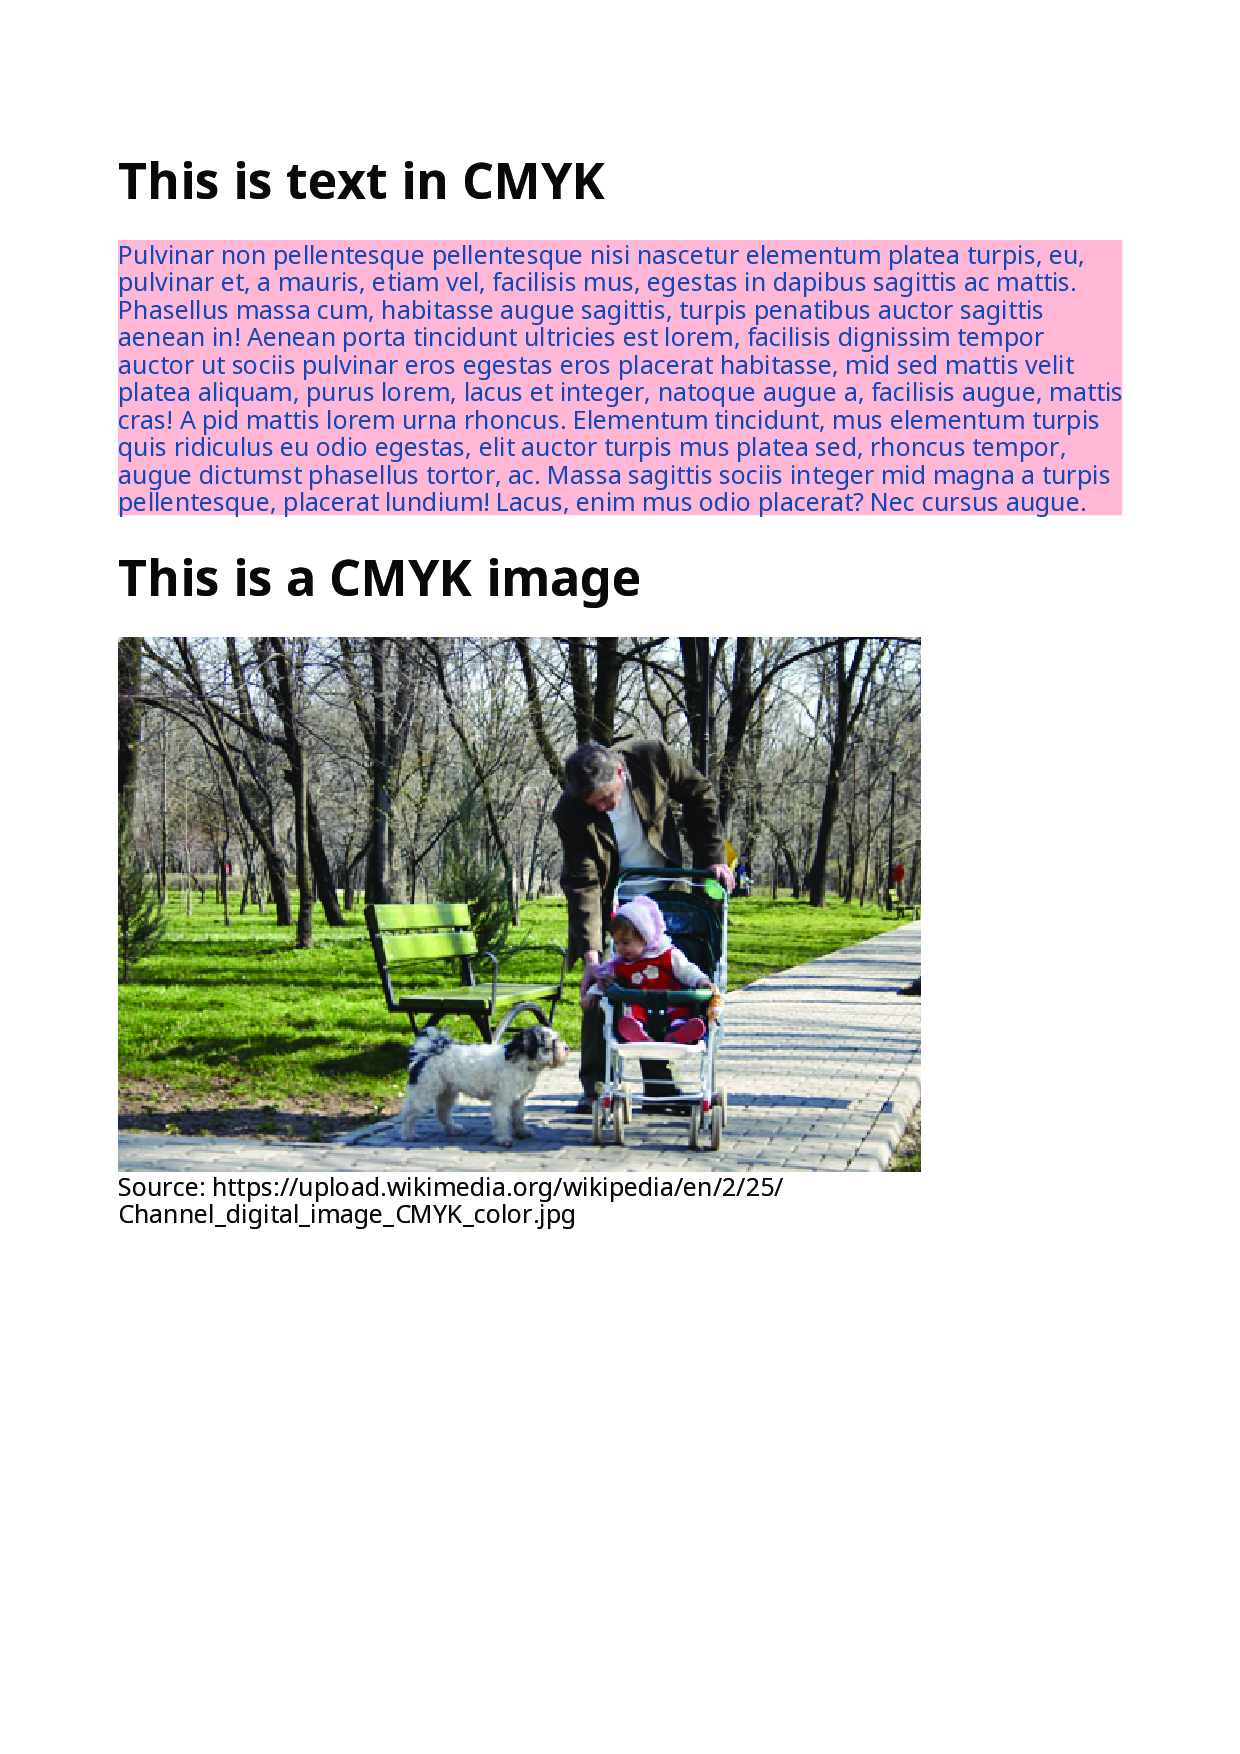 This is text in CMYK
Pulvinar non pellentesque pellentesque nisi nascetur elementum platea turpis, eu,
pulvinar et, a mauris, etiam vel, facilisis mus, egestas in dapibus sagittis ac mattis.
Phasellus massa cum, habitasse augue sagittis, turpis penatibus auctor sagittis
aenean in! Aenean porta tincidunt ultricies est lorem, facilisis dignissim tempor
auctor ut sociis pulvinar eros egestas eros placerat habitasse, mid sed mattis velit
platea aliquam, purus lorem, lacus et integer, natoque augue a, facilisis augue, mattis
cras! A pid mattis lorem urna rhoncus. Elementum tincidunt, mus elementum turpis
quis ridiculus eu odio egestas, elit auctor turpis mus platea sed, rhoncus tempor,
augue dictumst phasellus tortor, ac. Massa sagittis sociis integer mid magna a turpis
pellentesque, placerat lundium! Lacus, enim mus odio placerat? Nec cursus augue.
This is a CMYK image
Source: https://upload.wikimedia.org/wikipedia/en/2/25/
Channel_digital_image_CMYK_color.jpg